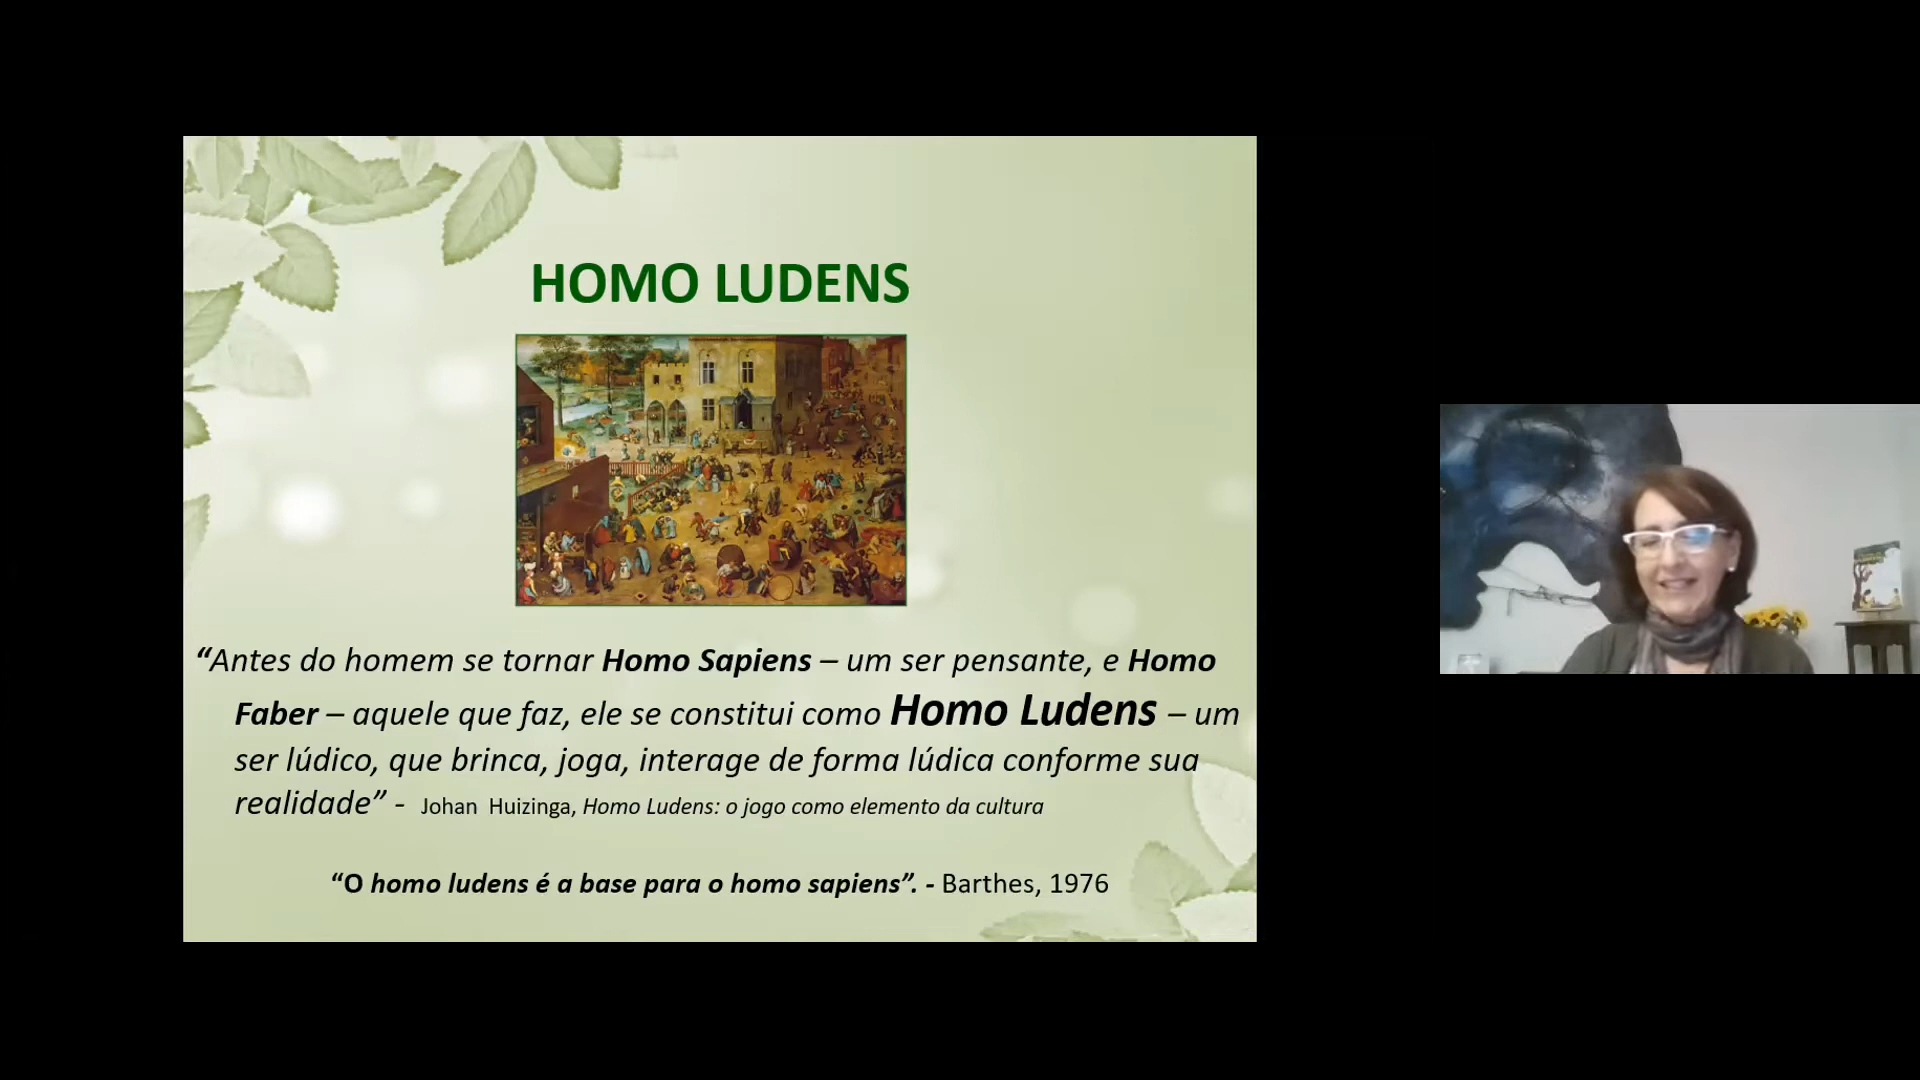 HOMO LUDENS
“Antes do homem se tornar Homo Sapiens – um ser pensante, e Homo
Faber – aquele que faz, ele se constitui como Homo Ludens – um
ser lúdico, que brinca, joga, interage de forma lúdica conforme sua
realidade” - Johan Huizinga, Homo Ludens: o jogo como elemento da cultura
“O homo ludens é a base para o homo sapiens”. - Barthes, 1976